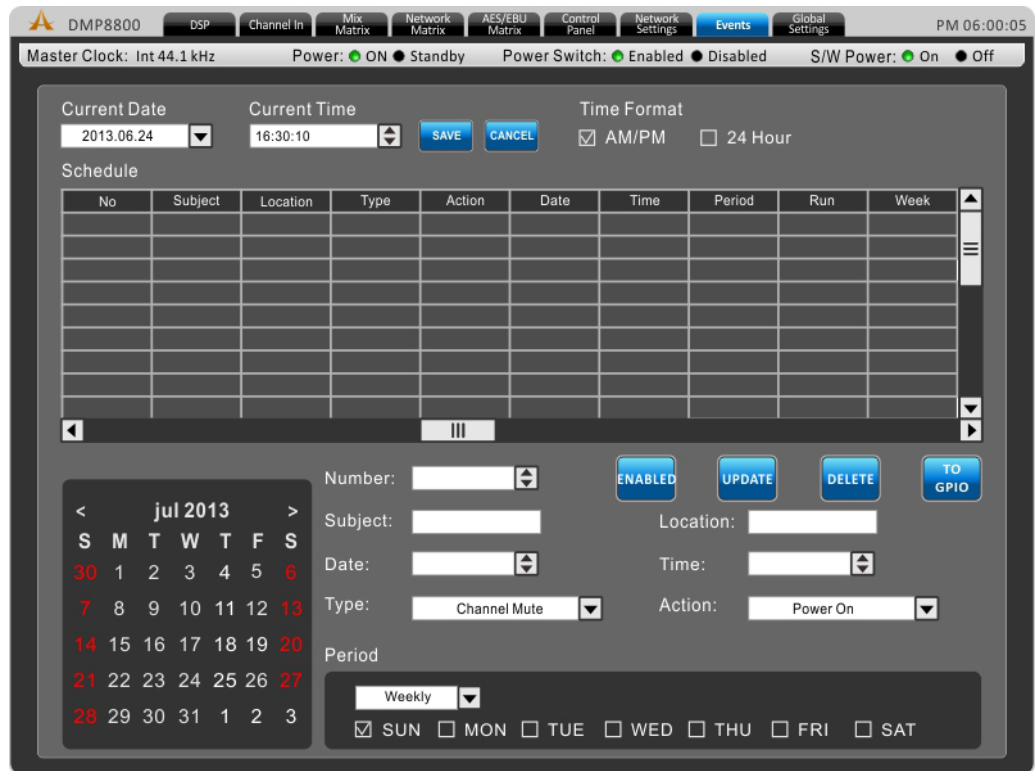 DMP8800 DSP Channel In Mix Matrix Network Matrix AES/EBU Matrix Control Panel Network Settings Events Global Settings PM 06:00:05
Master Clock: Int 44.1 kHz Power: ON Standby Power Switch: Enabled Disabled S/W Power: On Off
Current Date Current Time Time Format
2013.06.24 16:30:10 SAVE CANCEL AM/PM 24 Hour
Schedule
No Subject Location Type Action Date Time Period Run Week
Number: ENABLED UPDATE DELETE TO GPIO
Subject: Location:
Date: Time:
Type: Channel Mute Action: Power On
Period
Weekly
SUN MON TUE WED THU FRI SAT
< jul 2013 >
S M T W T F S
30 1 2 3 4 5 6
7 8 9 10 11 12 13
14 15 16 17 18 19 20
21 22 23 24 25 26 27
28 29 30 31 1 2 3